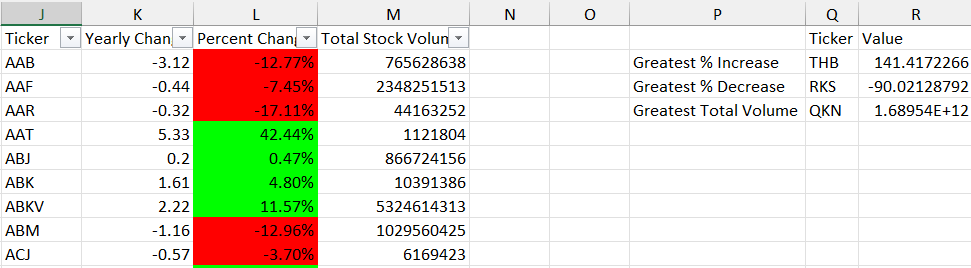 J K L M N O P Q R
Ticker Yearly Chan Percent Chang Total Stock Volun Ticker Value
AAB -3.12 -12.77% 765628638 Greatest % Increase THB 141.4172266
AAF -0.44 -7.45% 2348251513 Greatest % Decrease RKS -90.02128792
AAR -0.32 -17.11% 44163252 Greatest Total Volume QKN 1.68954E+12
AAT 5.33 42.44% 1121804
ABJ 0.2 0.47% 866724156
ABK 1.61 4.80% 10391386
ABKV 2.22 11.57% 5324614313
ABM -1.16 -12.96% 1029560425
ACJ -0.57 -3.70% 6169423